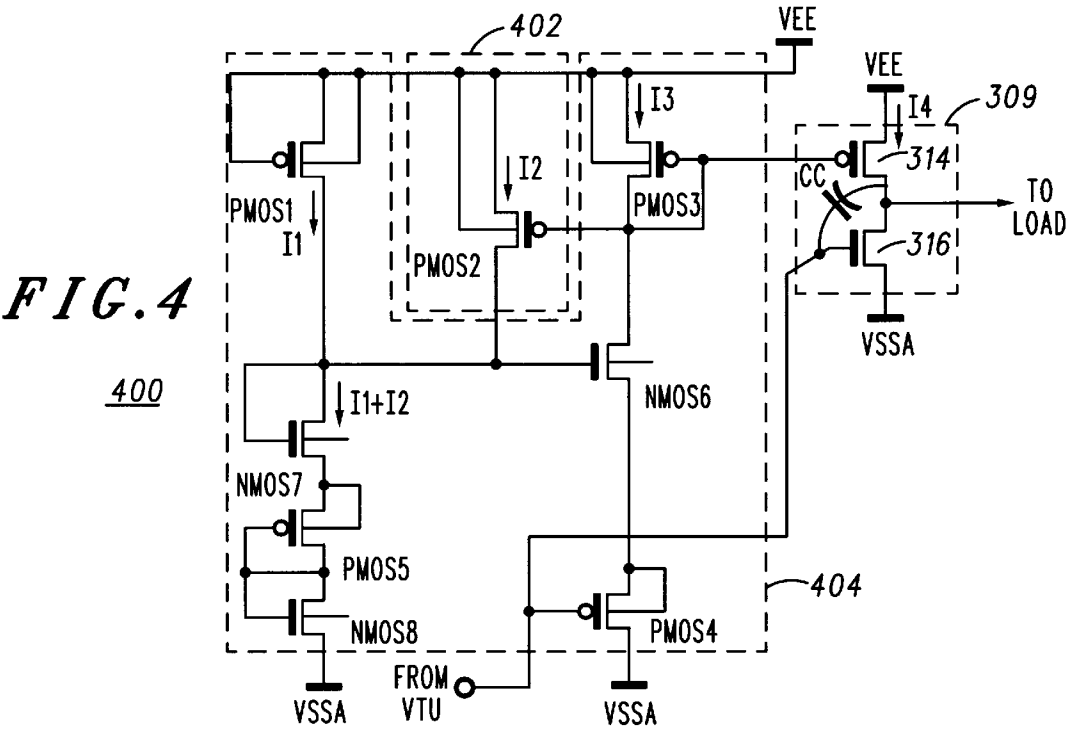 402
VEE
VEE
I3
I4
309
314
I2
CC
PMOS1
I1
PMOS3
TO
LOAD
PMOS2
316
FIG.4
VSSA
400
I1+I2
NMOS6
NMOS7
PMOS5
404
NMOS8
PMOS4
FROM
VTU
VSSA
VSSA